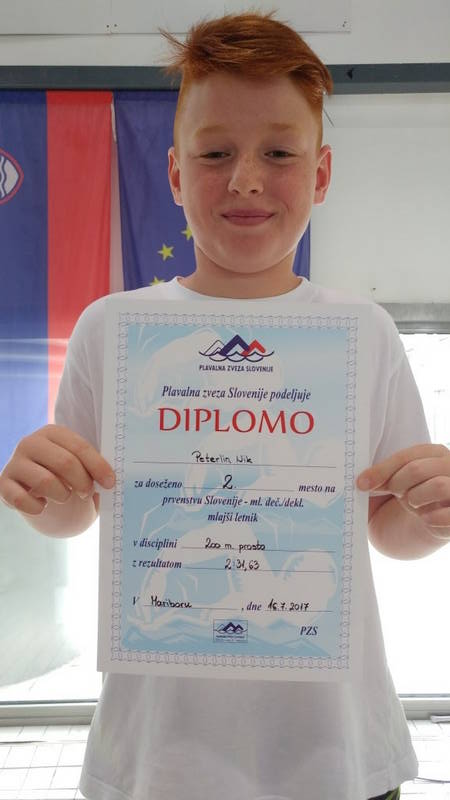 PLAVALNA ZVEZA SLOVENIJE
Plavalna zveza Slovenije podeljuje
DIPLOMO
Peterlin Nik
za doseženo 2. mesto na
prvenstvu Slovenije - ml. deč./dekl.
mlajši letnik
v disciplini 200 m. prosto
z rezultatom 2:31,63
V Mariboru, dne 16.7.2017
PZS